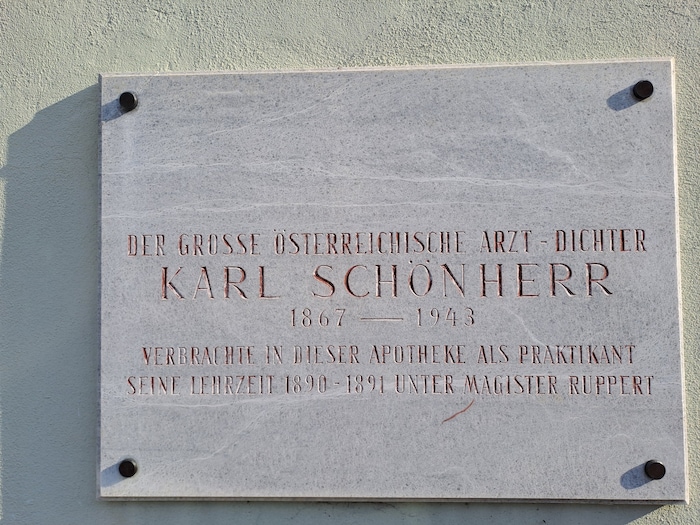 DER GROSSE ÖSTERREICHISCHE ARZT - DICHTER
KARL SCHÖNHERR
1867 — 1943
VERBRACHTE IN DIESER APOTHEKE ALS PRAKTIKANT
SEINE LEHRZEIT 1890 - 1891 UNTER MAGISTER RUPPERT